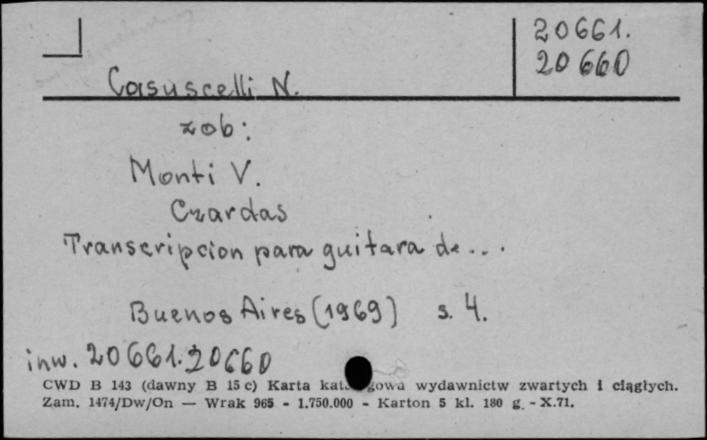 20661.
20660
Casuscelli N.
zob:
Monti V.
Czardas
Transcripcion para guitara de...
Buenos Aires (1969) s. 4.
inw. 20661.20660
CWD B 143 (dawny B 15 c) Karta katalogowa wydawnictw zwartych i ciągłych.
Zam. 1474/Dw/On — Wrak 965 - 1.750.000 - Karton 5 kl. 180 g. - X.71.